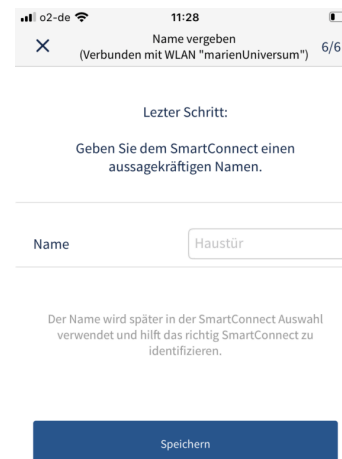 o2-de 11:28
Name vergeben
(Verbunden mit WLAN "marienUniversum") 6/6
Lezter Schritt:
Geben Sie dem SmartConnect einen
aussagekräftigen Namen.
Name Haustür
Der Name wird später in der SmartConnect Auswahl
verwendet und hilft das richtig SmartConnect zu
identifizieren.
Speichern